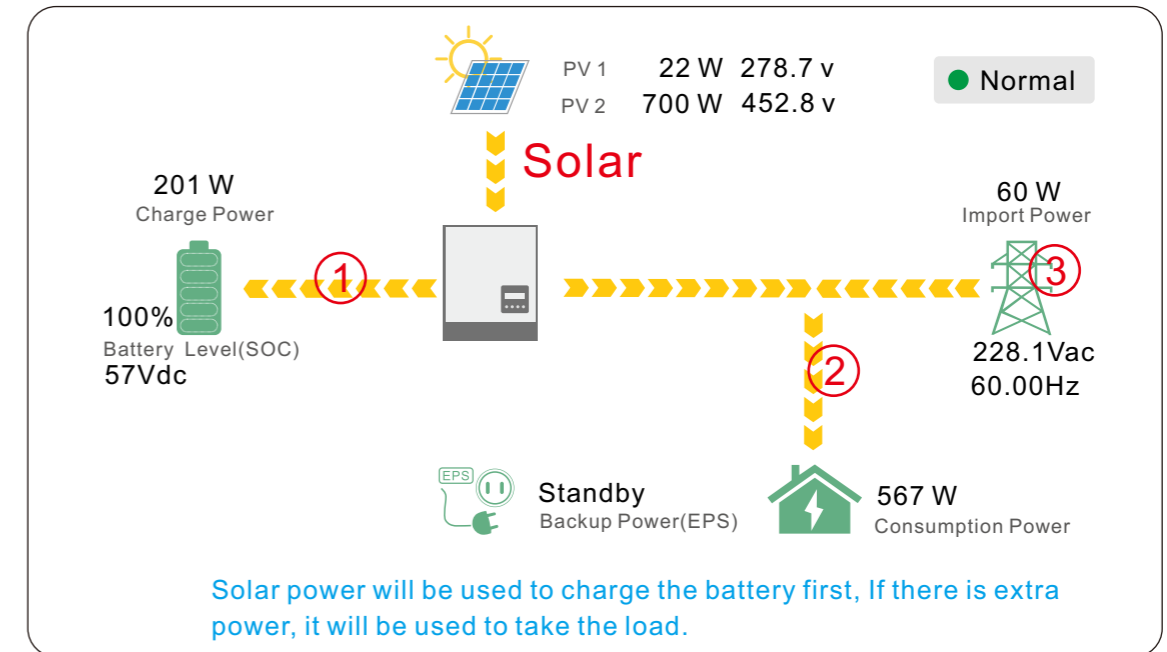 PV 1 22 W 278.7 v
PV 2 700 W 452.8 v
Normal
Solar
201 W
Charge Power
60 W
Import Power
1
3
100%
Battery Level(SOC)
57Vdc
2
228.1Vac
60.00Hz
EPS
Standby
Backup Power(EPS)
567 W
Consumption Power
Solar power will be used to charge the battery first, If there is extra
power, it will be used to take the load.